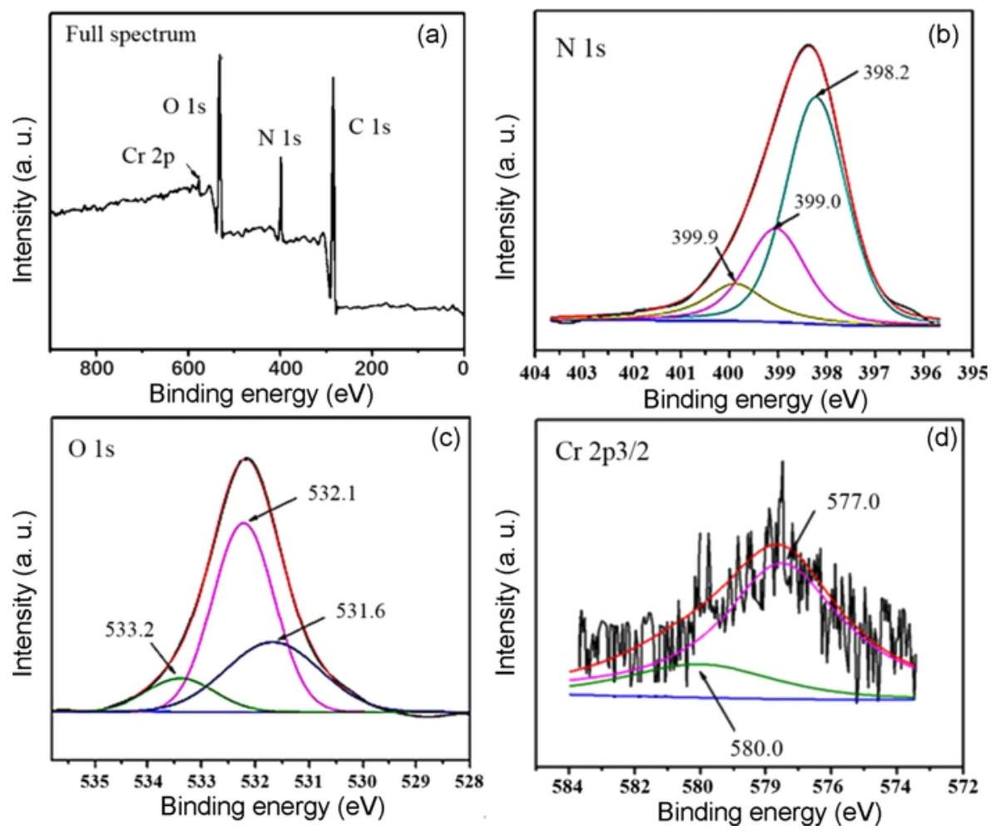 Full spectrum
(a)
O 1s
N 1s
C 1s
Cr 2p
Intensity (a. u.)
800 600 400 200 0
Binding energy (eV)
N 1s
(b)
398.2
399.0
399.9
Intensity (a. u.)
404 403 402 401 400 399 398 397 396 395
Binding energy (eV)
O 1s
(c)
532.1
531.6
533.2
Intensity (a. u.)
535 534 533 532 531 530 528
Binding energy (eV)
Cr 2p3/2
(d)
577.0
580.0
Intensity (a. u.)
584 582 580 579 576 574 572
Binding energy (eV)